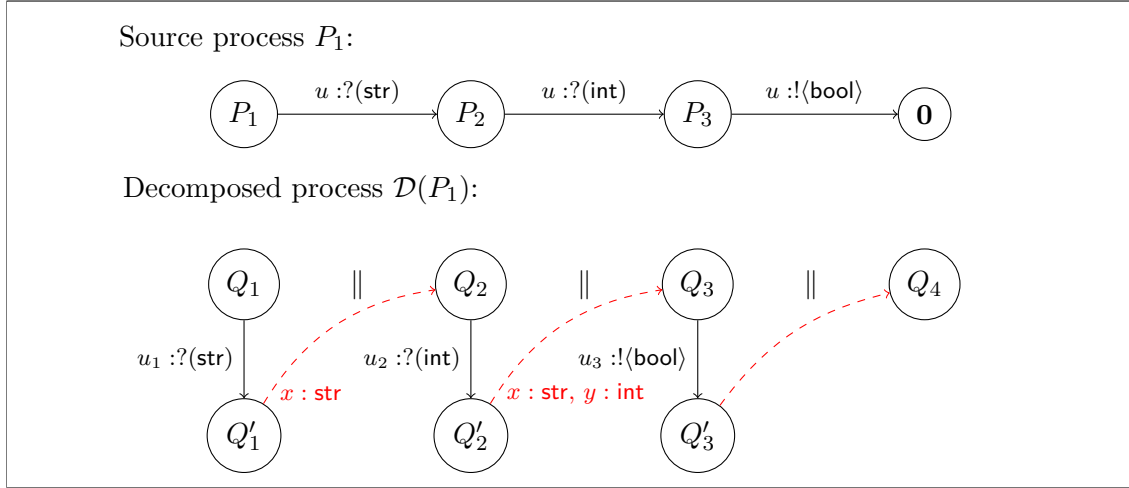 Source process P₁:
u :?(str) u :?(int) u :!⟨bool⟩
P₁ P₂ P₃ 0
Decomposed process 𝒟(P₁):
Q₁ ∥ Q₂ ∥ Q₃ ∥ Q₄
u₁ :?(str) u₂ :?(int) u₃ :!⟨bool⟩
x : str x : str, y : int
Q′₁ Q′₂ Q′₃